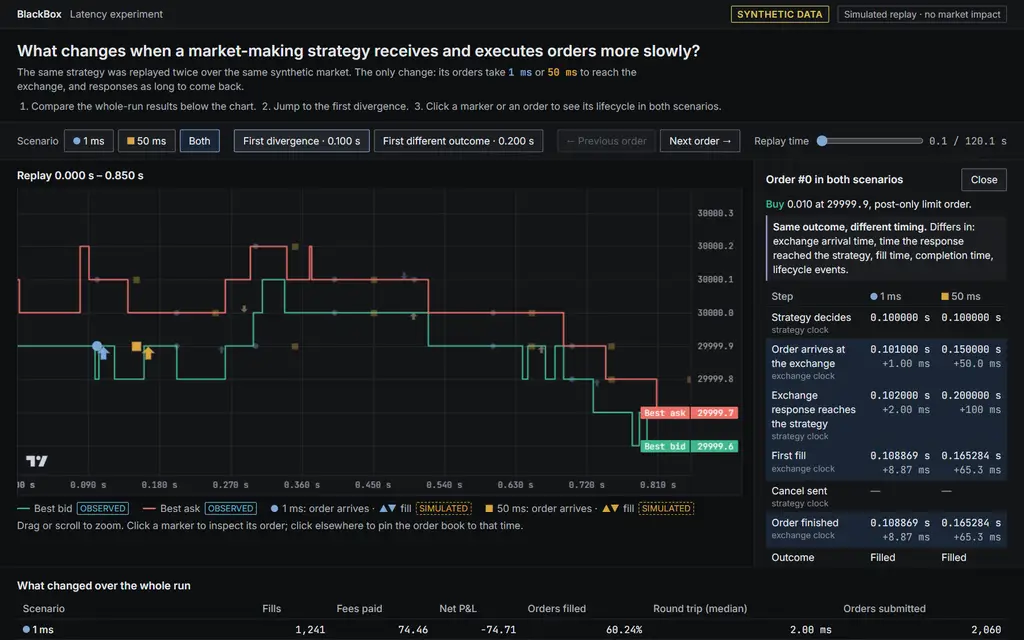 BlackBox Latency experiment
SYNTHETIC DATA
Simulated replay · no market impact
What changes when a market-making strategy receives and executes orders more slowly?
The same strategy was replayed twice over the same synthetic market. The only change: its orders take 1 ms or 50 ms to reach the
exchange, and responses as long to come back.
1. Compare the whole-run results below the chart. 2. Jump to the first divergence. 3. Click a marker or an order to see its lifecycle in both scenarios.
Scenario 1 ms 50 ms Both First divergence · 0.100 s First different outcome · 0.200 s ← Previous order Next order → Replay time 0.1 / 120.1 s
Replay 0.000 s – 0.850 s
30000.3
30000.2
30000.1
30000.0
29999.9
29999.8
Best ask 29999.7
Best bid 29999.6
0.090 s 0.180 s 0.270 s 0.360 s 0.450 s 0.540 s 0.630 s 0.720 s 0.810 s
Best bid OBSERVED Best ask OBSERVED 1 ms: order arrives · ▲▼ fill SIMULATED 50 ms: order arrives · ▲▼ fill SIMULATED
Drag or scroll to zoom. Click a marker to inspect its order; click elsewhere to pin the order book to that time.
Order #0 in both scenarios Close
Buy 0.010 at 29999.9, post-only limit order.
Same outcome, different timing. Differs in:
exchange arrival time, time the response
reached the strategy, fill time, completion time,
lifecycle events.
Step 1 ms 50 ms
Strategy decides 0.100000 s 0.100000 s
strategy clock
Order arrives at 0.101000 s 0.150000 s
the exchange +1.00 ms +50.0 ms
exchange clock
Exchange 0.102000 s 0.200000 s
response reaches +2.00 ms +100 ms
the strategy
strategy clock
First fill 0.108869 s 0.165284 s
exchange clock +8.87 ms +65.3 ms
Cancel sent — —
strategy clock
Order finished 0.108869 s 0.165284 s
exchange clock +8.87 ms +65.3 ms
Outcome Filled Filled
What changed over the whole run
Scenario Fills Fees paid Net P&L Orders filled Round trip (median) Orders submitted
1 ms 1,241 74.46 -74.71 60.24% 2.00 ms 2,060